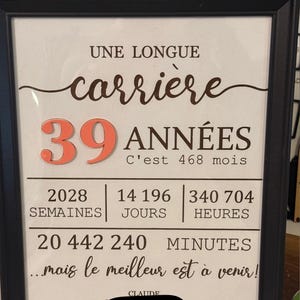 UNE LONGUE
carrière
39 ANNÉES
C'est 468 mois
2028 14 196 340 704
SEMAINES JOURS HEURES
20 442 240 MINUTES
...mais le meilleur est à venir!
CLAUDE